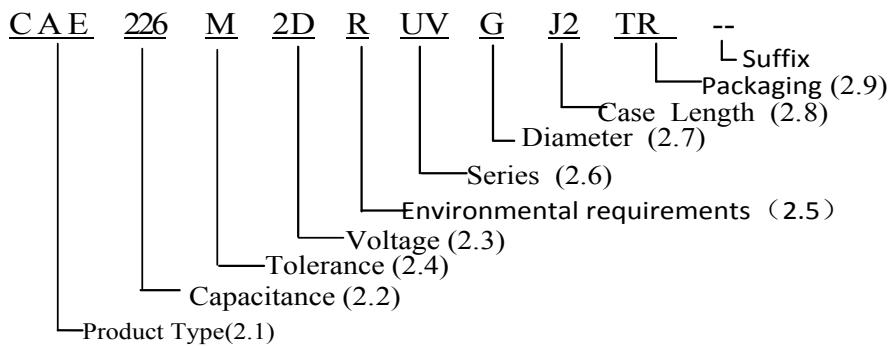 CAE 226 M 2D R UV G J2 TR --
Suffix
Packaging (2.9)
Case Length (2.8)
Diameter (2.7)
Series (2.6)
Environmental requirements （2.5）
Voltage (2.3)
Tolerance (2.4)
Capacitance (2.2)
Product Type(2.1)